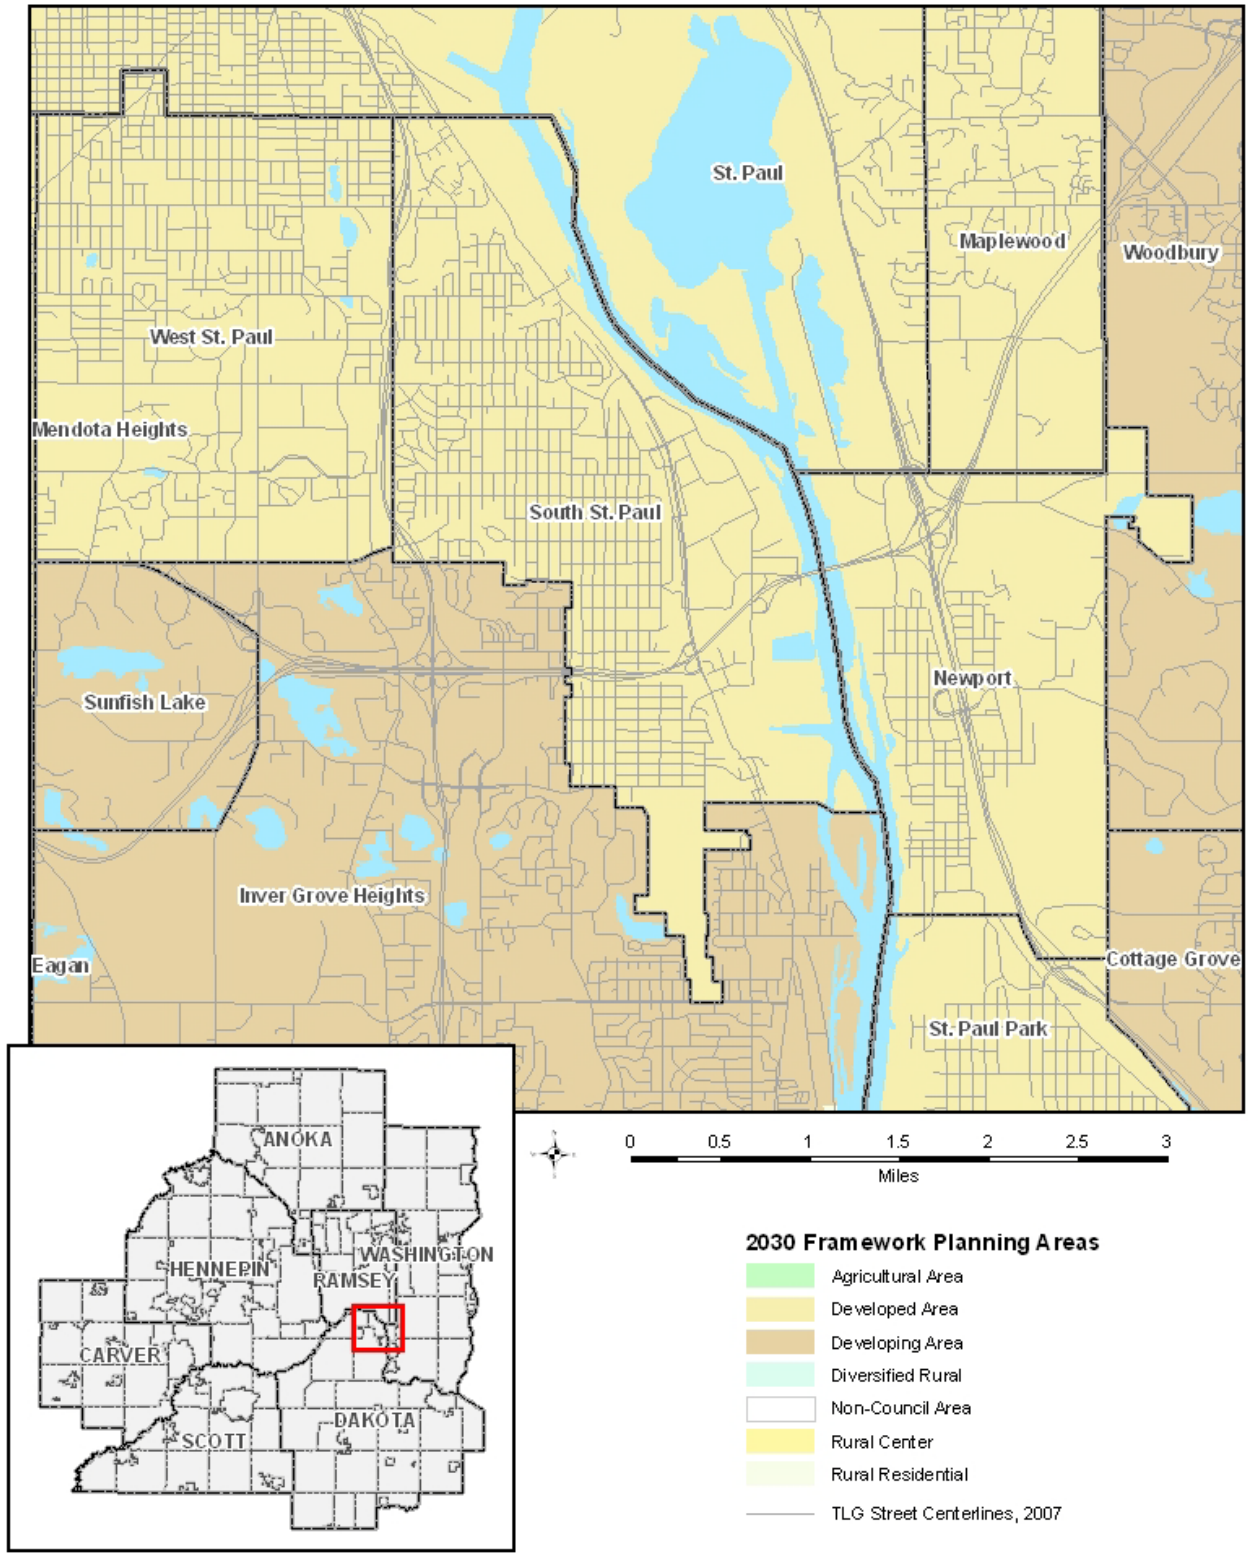 St. Paul
Maplewood
Woodbury
West St. Paul
Mendota Heights
South St. Paul
Newport
Sunfish Lake
Inver Grove Heights
Eagan
Cottage Grove
St. Paul Park
ANOKA
WASHINGTON
HENNEPIN
RAMSEY
CARVER
DAKOTA
SCOTT
0 0.5 1 1.5 2 2.5 3
Miles
2030 Framework Planning Areas
Agricultural Area
Developed Area
Developing Area
Diversified Rural
Non-Council Area
Rural Center
Rural Residential
TLG Street Centerlines, 2007